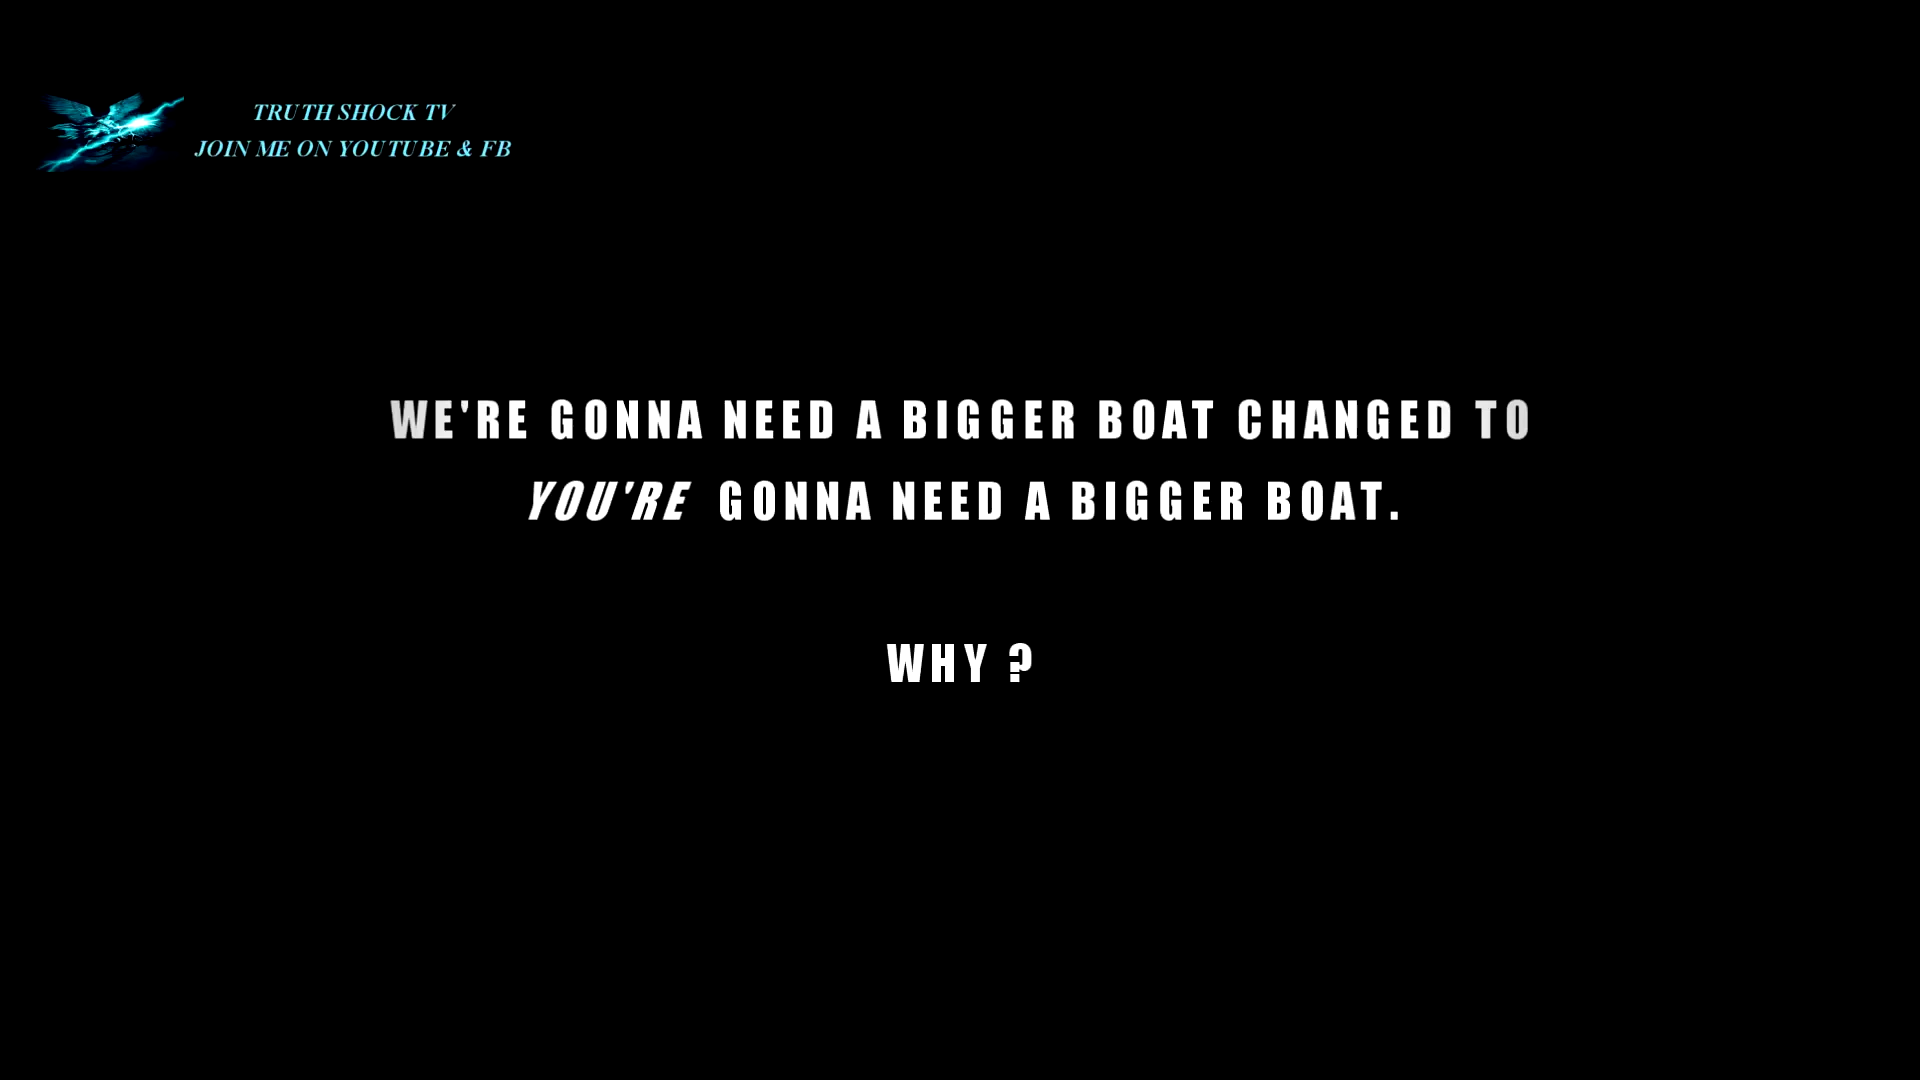 TRUTH SHOCK TV
JOIN ME ON YOUTUBE & FB
WE'RE GONNA NEED A BIGGER BOAT CHANGED TO
YOU'RE GONNA NEED A BIGGER BOAT.
WHY ?